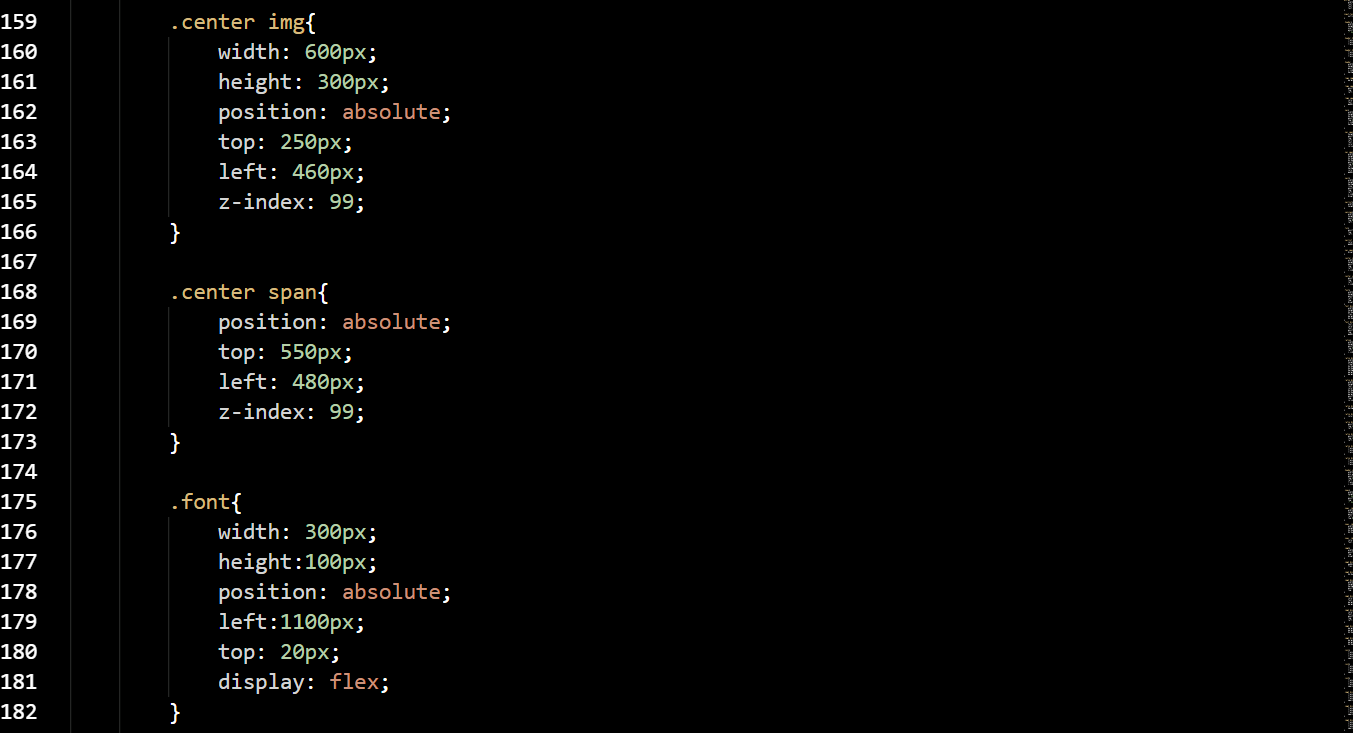 159 .center img{
160 width: 600px;
161 height: 300px;
162 position: absolute;
163 top: 250px;
164 left: 460px;
165 z-index: 99;
166 }
167
168 .center span{
169 position: absolute;
170 top: 550px;
171 left: 480px;
172 z-index: 99;
173 }
174
175 .font{
176 width: 300px;
177 height:100px;
178 position: absolute;
179 left:1100px;
180 top: 20px;
181 display: flex;
182 }